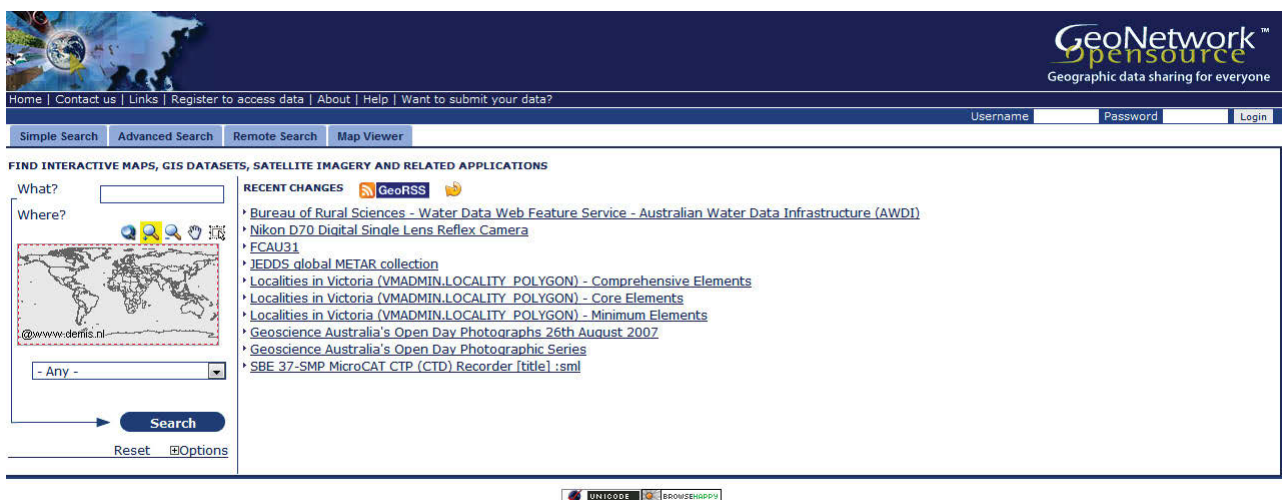 GeoNetwork™
Opensource
Geographic data sharing for everyone
Home | Contact us | Links | Register to access data | About | Help | Want to submit your data?
Username Password Login
Simple Search Advanced Search Remote Search Map Viewer
FIND INTERACTIVE MAPS, GIS DATASETS, SATELLITE IMAGERY AND RELATED APPLICATIONS
What?
Where?
@www.demis.nl
- Any -
Search
Reset Options
RECENT CHANGES GeoRSS
Bureau of Rural Sciences - Water Data Web Feature Service - Australian Water Data Infrastructure (AWDI)
Nikon D70 Digital Single Lens Reflex Camera
FCAU31
JEDDS global METAR collection
Localities in Victoria (VMADMIN.LOCALITY_POLYGON) - Comprehensive Elements
Localities in Victoria (VMADMIN.LOCALITY_POLYGON) - Core Elements
Localities in Victoria (VMADMIN.LOCALITY_POLYGON) - Minimum Elements
Geoscience Australia's Open Day Photographs 26th August 2007
Geoscience Australia's Open Day Photographic Series
SBE 37-SMP MicroCAT CTP (CTD) Recorder [title] :sml
UNICODE BROWSEHAPPY